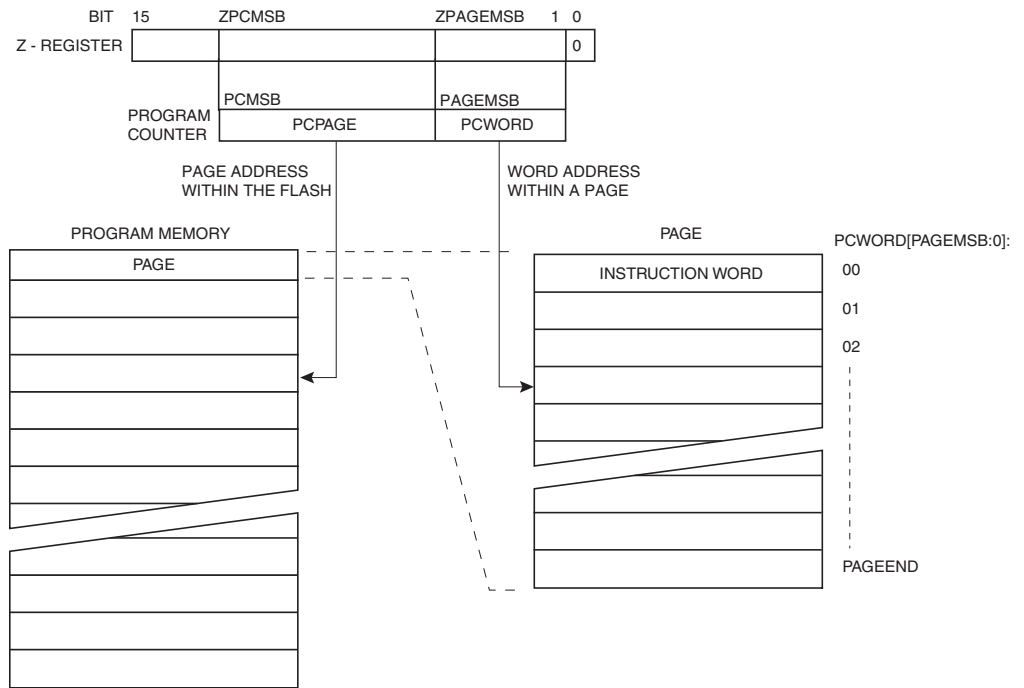 BIT 15 ZPCMSB ZPAGEMSB 1 0
Z - REGISTER 0
PCMSB PAGEMSB
PROGRAM
COUNTER
PCPAGE PCWORD
PAGE ADDRESS
WITHIN THE FLASH
WORD ADDRESS
WITHIN A PAGE
PROGRAM MEMORY
PAGE
PAGE
INSTRUCTION WORD
PCWORD[PAGEMSB:0]:
00
01
02
PAGEEND